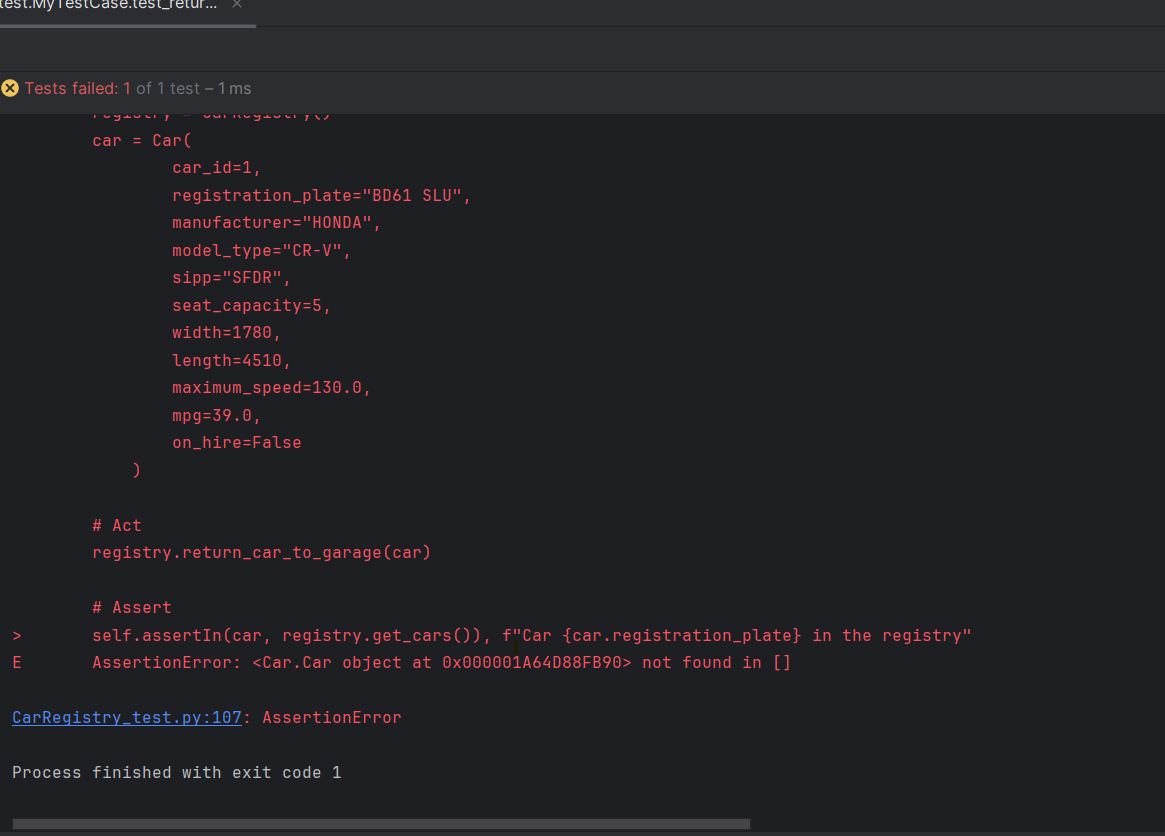 test.MyTestCase.test_retur... ×
Tests failed: 1 of 1 test – 1 ms
registry = CarRegistry()
car = Car(
car_id=1,
registration_plate="BD61 SLU",
manufacturer="HONDA",
model_type="CR-V",
sipp="SFDR",
seat_capacity=5,
width=1780,
length=4510,
maximum_speed=130.0,
mpg=39.0,
on_hire=False
)
# Act
registry.return_car_to_garage(car)
# Assert
> self.assertIn(car, registry.get_cars()), f"Car {car.registration_plate} in the registry"
E AssertionError: <Car.Car object at 0x000001A64D88FB90> not found in []
CarRegistry_test.py:107: AssertionError
Process finished with exit code 1